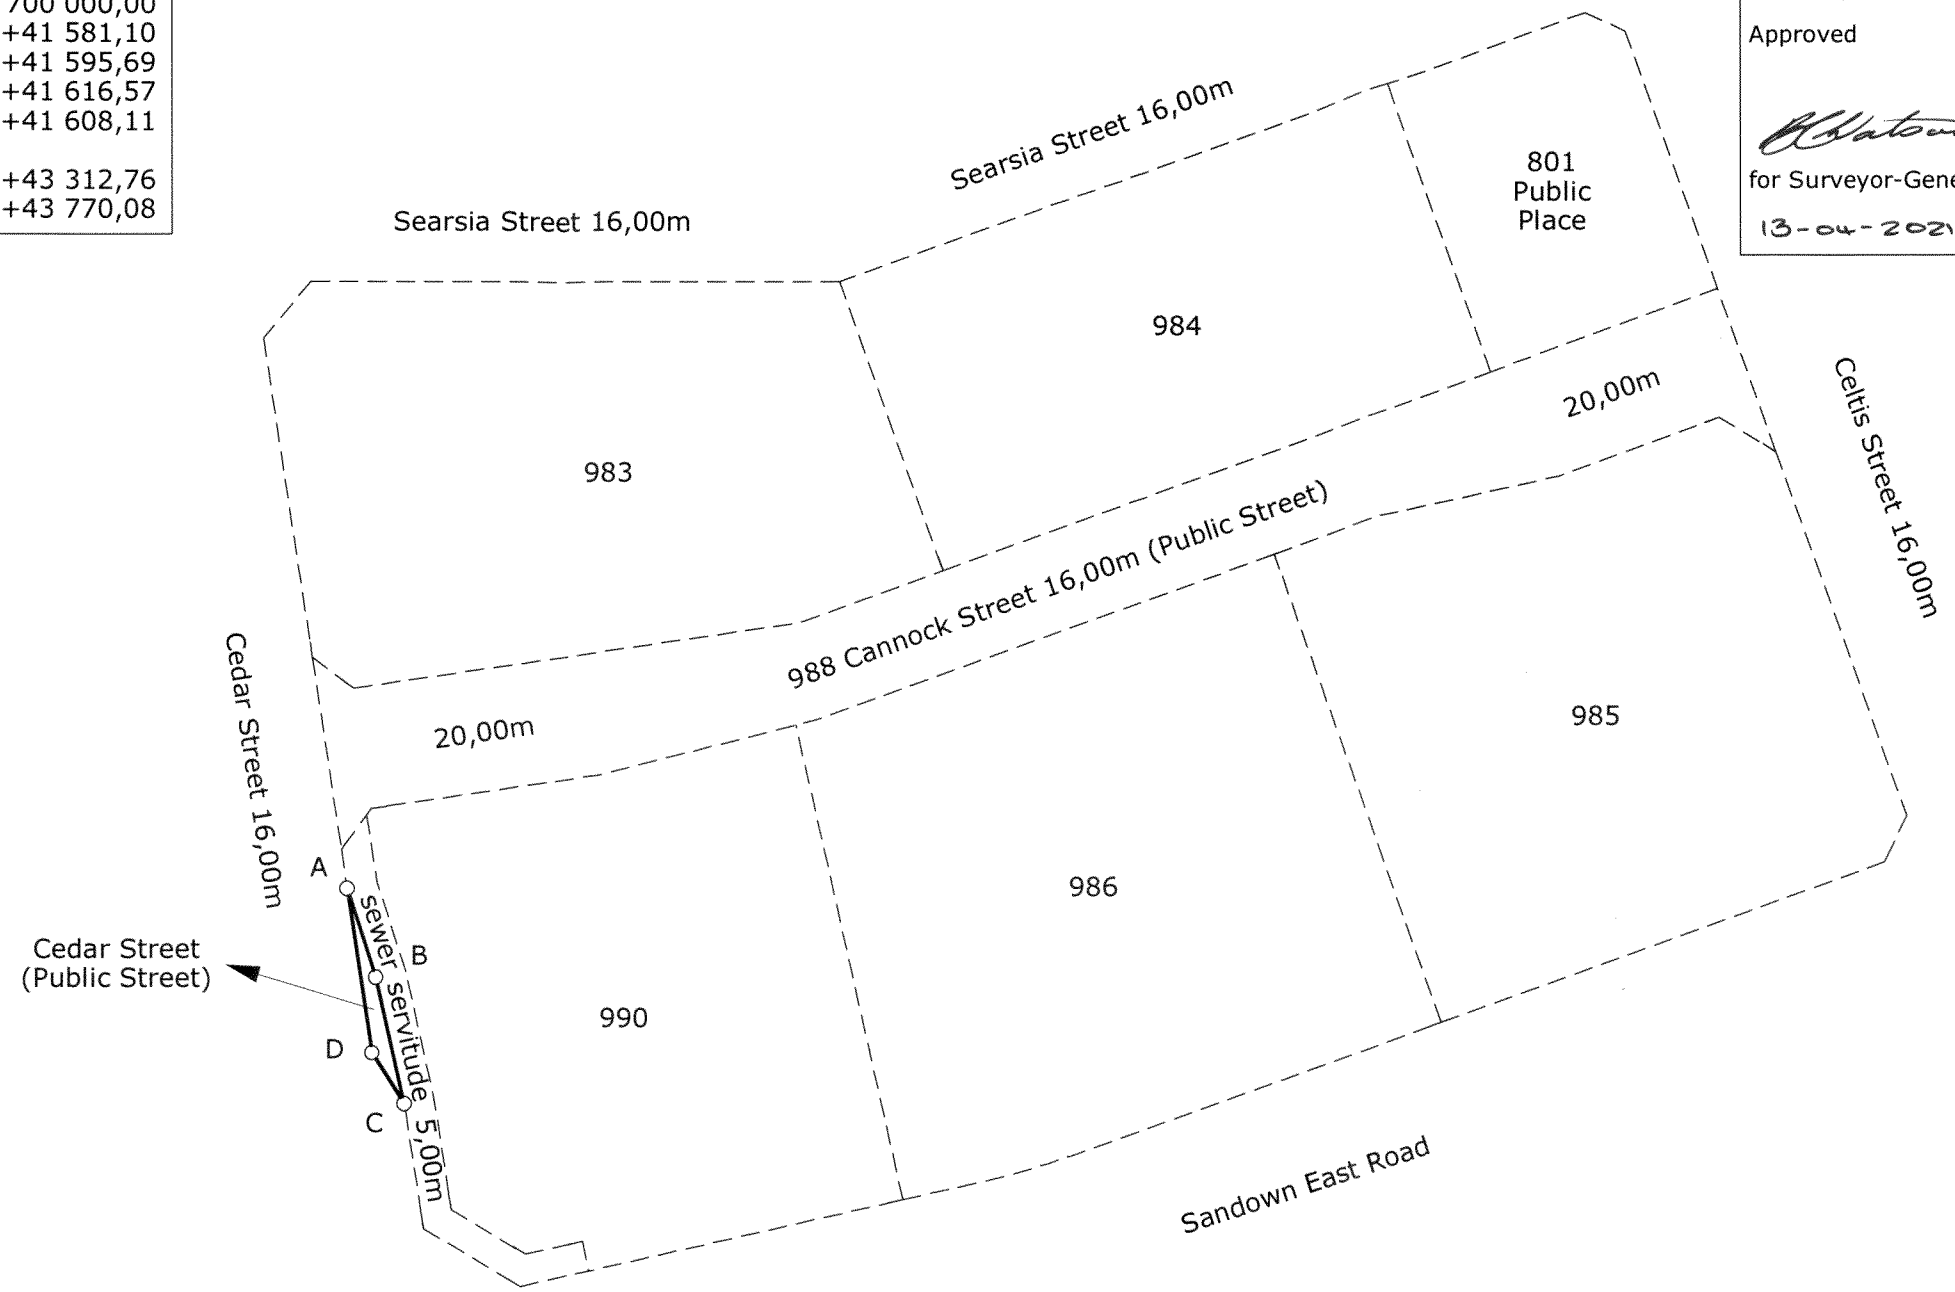 700 000,00
+41 581,10
+41 595,69
+41 616,57
+41 608,11
+43 312,76
+43 770,08
Approved
for Surveyor-Gene
13-04-2021
Searsia Street 16,00m
Searsia Street 16,00m
801
Public
Place
984
983
20,00m
Celtis Street 16,00m
988 Cannock Street 16,00m (Public Street)
Cedar Street 16,00m
20,00m
985
986
990
A
B
Cedar Street
(Public Street)
D
C
sewer servitude 5,00m
Sandown East Road